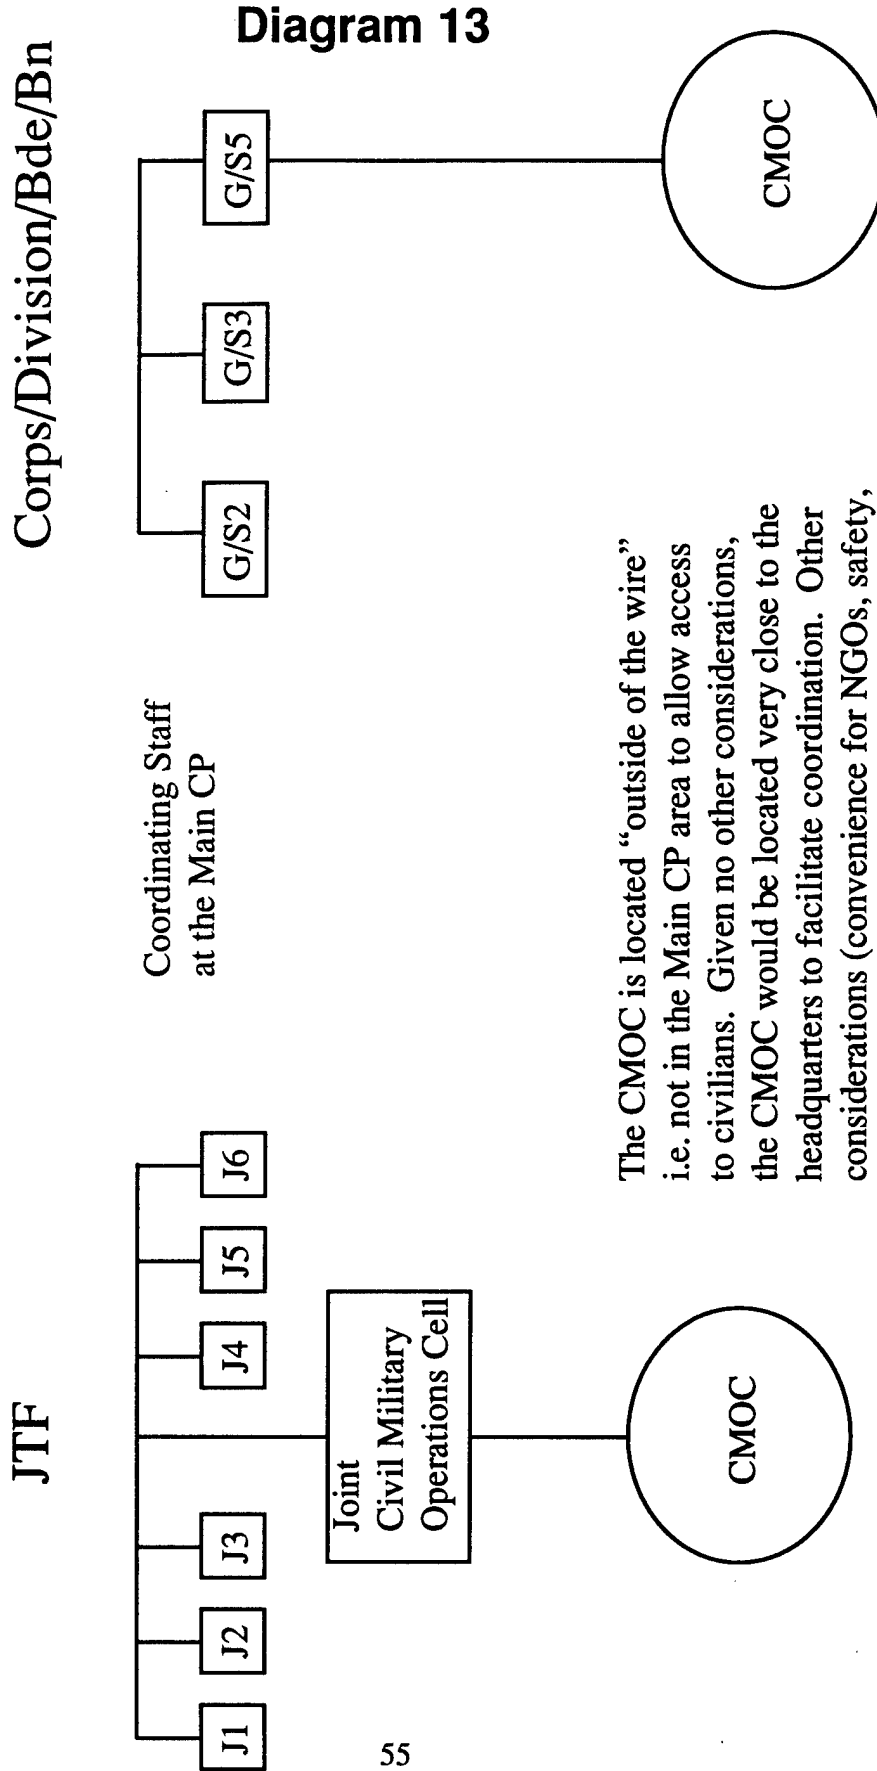 Diagram 13
JTF
Corps/Division/Bde/Bn
J1
J2
J3
J4
J5
J6
Coordinating Staff
at the Main CP
G/S2
G/S3
G/S5
Joint
Civil Military
Operations Cell
CMOC
CMOC
The CMOC is located “outside of the wire”
i.e. not in the Main CP area to allow access
to civilians. Given no other considerations,
the CMOC would be located very close to the
headquarters to facilitate coordination. Other
considerations (convenience for NGOs, safety,
55